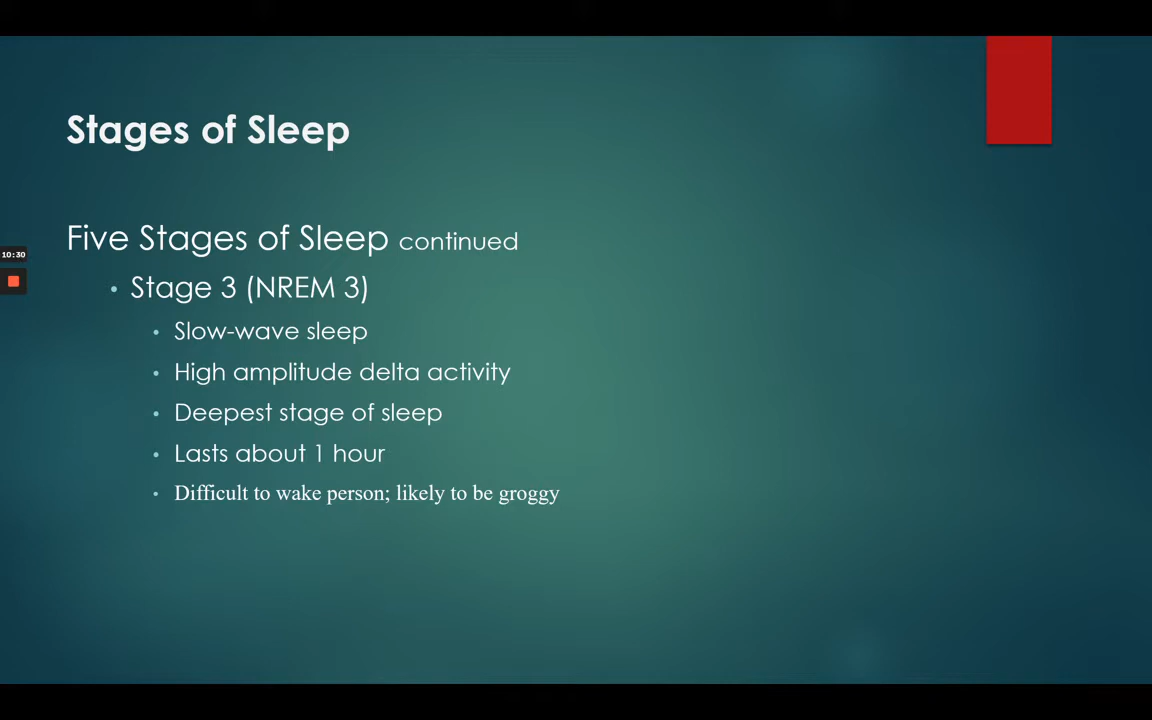 Stages of Sleep
Five Stages of Sleep continued
10:30
• Stage 3 (NREM 3)
• Slow-wave sleep
• High amplitude delta activity
• Deepest stage of sleep
• Lasts about 1 hour
• Difficult to wake person; likely to be groggy